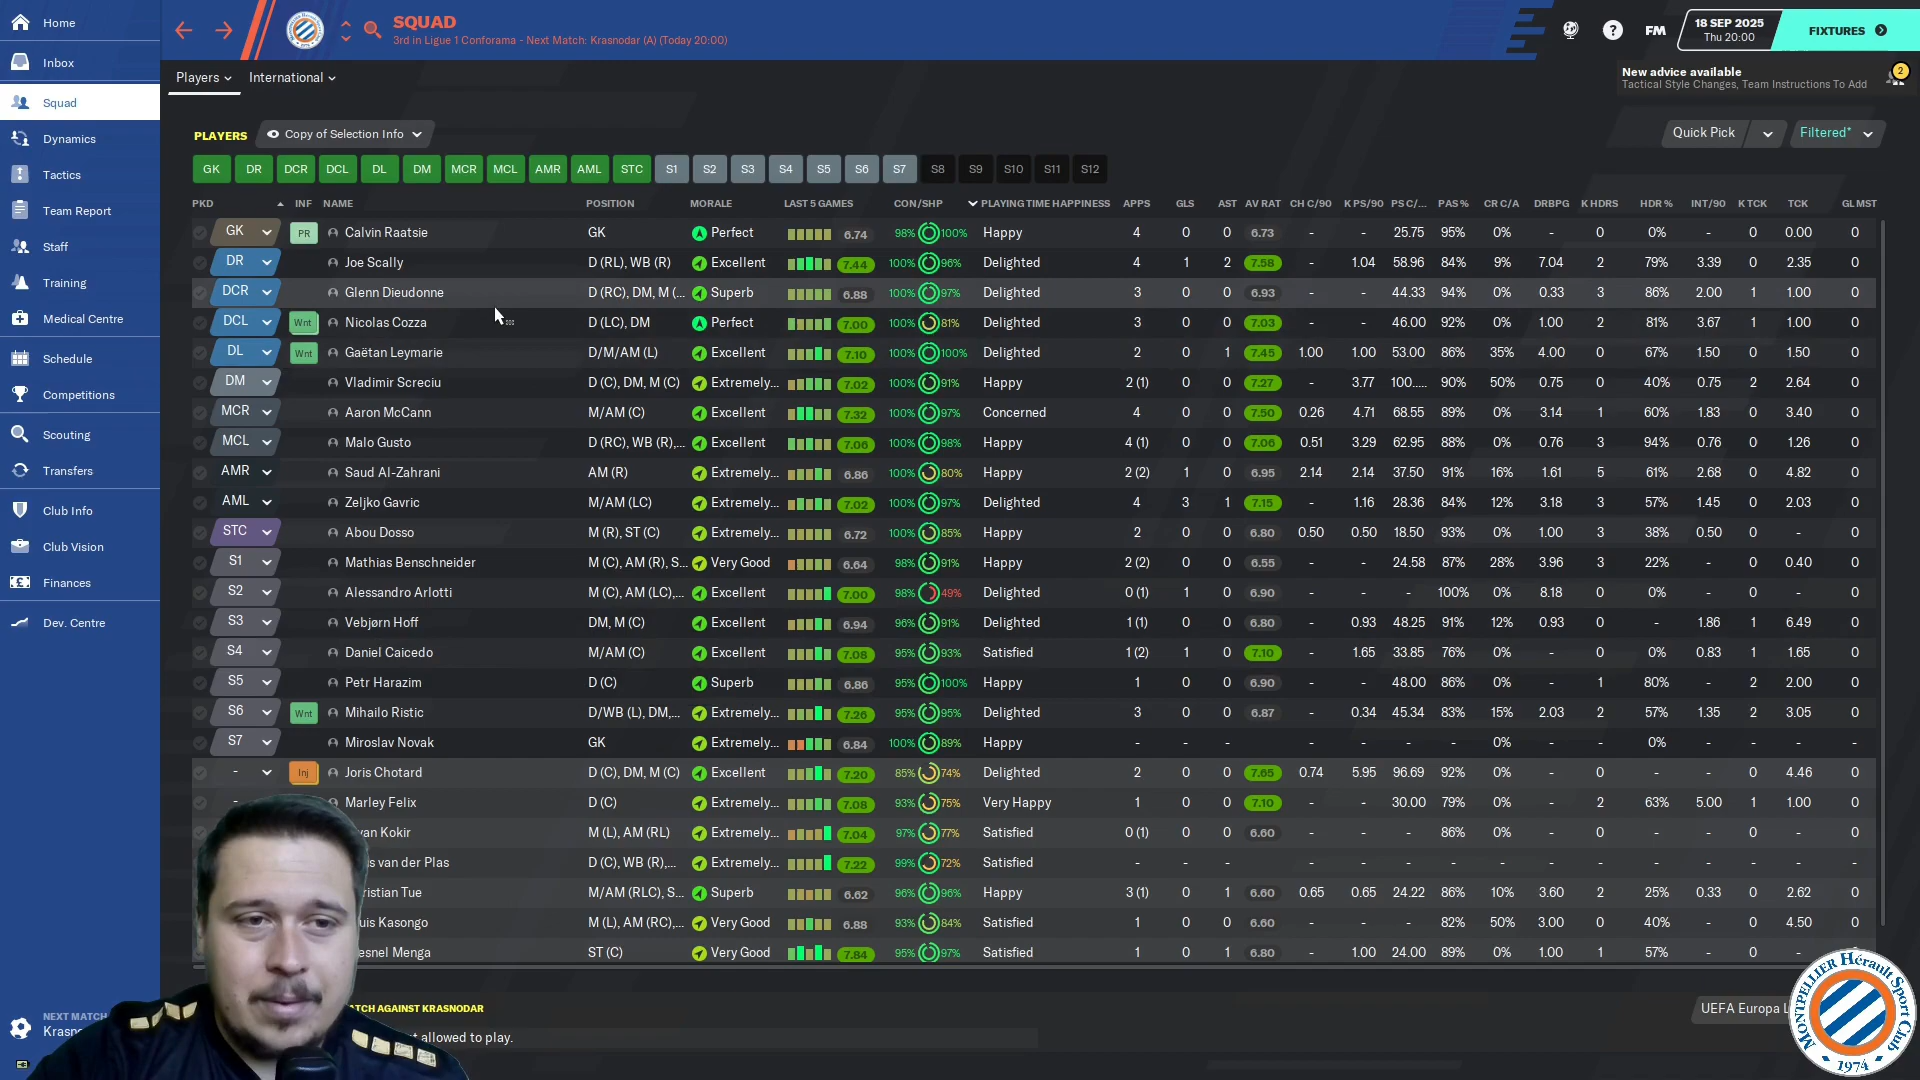 Home
Inbox
Squad
Dynamics
Tactics
Team Report
Staff
Training
Medical Centre
Schedule
Competitions
Scouting
Transfers
Club Info
Club Vision
Finances
Dev. Centre
SQUAD
3rd in Ligue 1 Conforama - Next Match: Krasnodar (A) (Today 20:00)
FM
18 SEP 2025
Thu 20:00
FIXTURES
Players International
New advice available
Tactical Style Changes, Team Instructions To Add
2
PLAYERS Copy of Selection Info Quick Pick Filtered*
GK DR DCR DCL DL DM MCR MCL AMR AML STC S1 S2 S3 S4 S5 S6 S7 S8 S9 S10 S11 S12
PKD INF NAME POSITION MORALE LAST 5 GAMES CON/SHP PLAYING TIME HAPPINESS APPS GLS AST AV RAT CH C/90 K PS/90 PS C/... PAS % CR C/A DRBPG K HDRS HDR % INT/90 K TCK TCK GL MST
GK PR Calvin Raatsie GK Perfect 6.74 98% 100% Happy 4 0 0 6.73 - - 25.75 95% 0% - 0 0% - 0 0.00 0
DR Joe Scally D (RL), WB (R) Excellent 7.44 100% 96% Delighted 4 1 2 7.58 - 1.04 58.96 84% 9% 7.04 2 79% 3.39 0 2.35 0
DCR Glenn Dieudonne D (RC), DM, M (... Superb 6.88 100% 97% Delighted 3 0 0 6.93 - - 44.33 94% 0% 0.33 3 86% 2.00 1 1.00 0
DCL Wnt Nicolas Cozza D (LC), DM Perfect 7.00 100% 81% Delighted 3 0 0 7.03 - - 46.00 92% 0% 1.00 2 81% 3.67 1 1.00 0
DL Wnt Gaëtan Leymarie D/M/AM (L) Excellent 7.10 100% 100% Delighted 2 0 1 7.45 1.00 1.00 53.00 86% 35% 4.00 0 67% 1.50 0 1.50 0
DM Vladimir Screciu D (C), DM, M (C) Extremely... 7.02 100% 91% Happy 2 (1) 0 0 7.27 - 3.77 100.... 90% 50% 0.75 0 40% 0.75 2 2.64 0
MCR Aaron McCann M/AM (C) Excellent 7.32 100% 97% Concerned 4 0 0 7.50 0.26 4.71 68.55 89% 0% 3.14 1 60% 1.83 0 3.40 0
MCL Malo Gusto D (RC), WB (R),... Excellent 7.06 100% 98% Happy 4 (1) 0 0 7.06 0.51 3.29 62.95 88% 0% 0.76 3 94% 0.76 0 1.26 0
AMR Saud Al-Zahrani AM (R) Extremely... 6.86 100% 80% Happy 2 (2) 1 0 6.95 2.14 2.14 37.50 91% 16% 1.61 5 61% 2.68 0 4.82 0
AML Zeljko Gavric M/AM (LC) Extremely... 7.02 100% 97% Delighted 4 3 1 7.15 - 1.16 28.36 84% 12% 3.18 3 57% 1.45 0 2.03 0
STC Abou Dosso M (R), ST (C) Extremely... 6.72 100% 85% Happy 2 0 0 6.80 0.50 0.50 18.50 93% 0% 1.00 3 38% 0.50 0 - 0
S1 Mathias Benschneider M (C), AM (R), S... Very Good 6.64 98% 91% Happy 2 (2) 0 0 6.55 - - 24.58 87% 28% 3.96 3 22% - 0 0.40 0
S2 Alessandro Arlotti M (C), AM (LC),... Excellent 7.00 98% 49% Delighted 0 (1) 1 0 6.90 - - - 100% 0% 8.18 0 0% - 0 - 0
S3 Vebjørn Hoff DM, M (C) Excellent 6.94 96% 91% Delighted 1 (1) 0 0 6.80 - 0.93 48.25 91% 12% 0.93 0 - 1.86 1 6.49 0
S4 Daniel Caicedo M/AM (C) Excellent 7.08 95% 93% Satisfied 1 (2) 1 0 7.10 - 1.65 33.85 76% 0% - 0 0% 0.83 1 1.65 0
S5 Petr Harazim D (C) Superb 6.86 95% 100% Happy 1 0 0 6.90 - - 48.00 86% 0% - 1 80% - 2 2.00 0
S6 Wnt Mihailo Ristic D/WB (L), DM,... Extremely... 7.26 95% 95% Delighted 3 0 0 6.87 - 0.34 45.34 83% 15% 2.03 2 57% 1.35 2 3.05 0
S7 Miroslav Novak GK Extremely... 6.84 100% 89% Happy - - - - - - - - 0% - - 0% - - - -
- Inj Joris Chotard D (C), DM, M (C) Excellent 7.20 85% 74% Delighted 2 0 0 7.65 0.74 5.95 96.69 92% 0% - 0 - - 0 4.46 0
- Marley Felix D (C) Extremely... 7.08 93% 75% Very Happy 1 0 0 7.10 - - 30.00 79% 0% - 2 63% 5.00 1 1.00 0
van Kokir M (L), AM (RL) Extremely... 7.04 97% 77% Satisfied 0 (1) 0 0 6.60 - - - 86% 0% - 0 - - 0 - 0
s van der Plas D (C), WB (R),... Extremely... 7.22 99% 72% Satisfied - - - - - - - - - - - - - - - -
ristian Tue M/AM (RLC), S... Superb 6.62 96% 96% Happy 3 (1) 0 1 6.60 0.65 0.65 24.22 86% 10% 3.60 2 25% 0.33 0 2.62 0
uis Kasongo M (L), AM (RC),... Very Good 6.88 93% 84% Satisfied 1 0 0 6.60 - - - 82% 50% 3.00 0 40% - 0 4.50 0
esnel Menga ST (C) Very Good 7.84 95% 97% Satisfied 1 0 1 6.80 - 1.00 24.00 89% 0% 1.00 1 57% - 0 -
NEXT MATCH
Krasno
ATCH AGAINST KRASNODAR
t allowed to play.
UEFA Europa L
MONTPELLIER Hérault Sport Club
1974